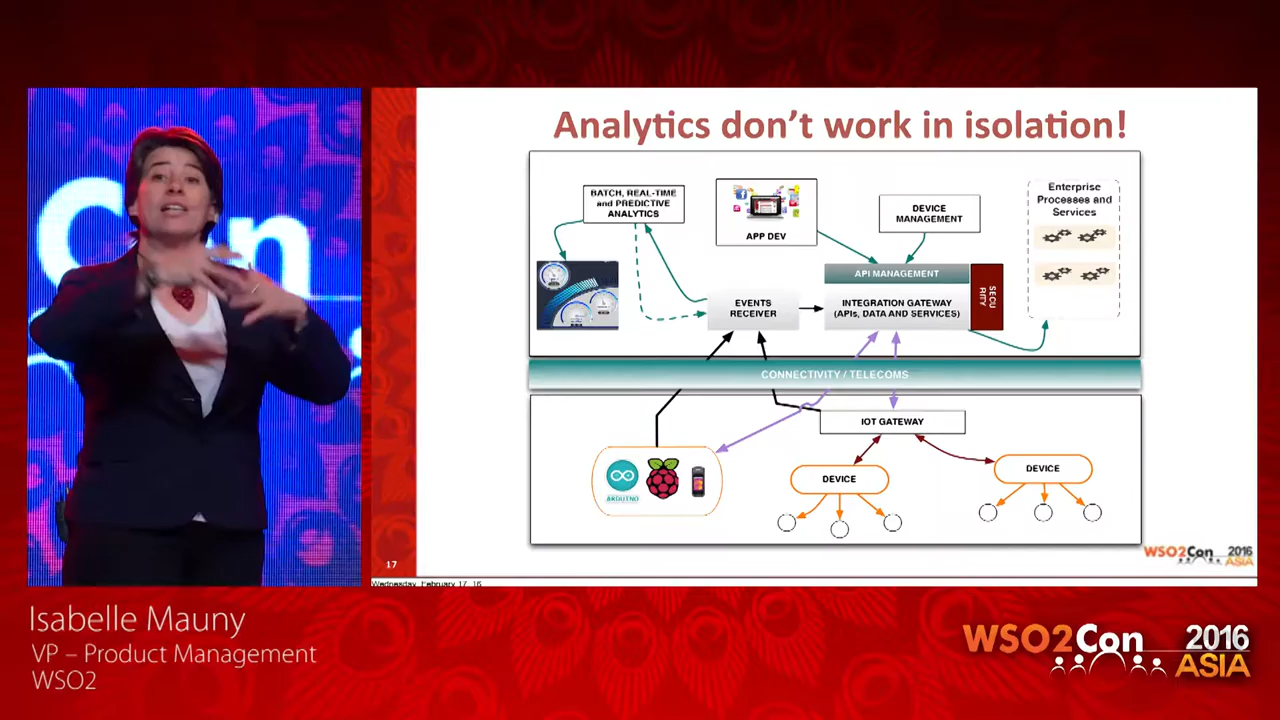 Analytics don't work in isolation!
BATCH, REAL-TIME
and PREDICTIVE
ANALYTICS
APP DEV
DEVICE
MANAGEMENT
Enterprise
Processes and
Services
API MANAGEMENT
EVENTS
RECEIVER
INTEGRATION GATEWAY
(APIs, DATA AND SERVICES)
SECU
RITY
CONNECTIVITY / TELECOMS
IOT GATEWAY
ARDUINO
DEVICE
DEVICE
17
WSO2Con 2016
ASIA
Wednesday, February 17, 16
Isabelle Mauny
VP – Product Management
WSO2
WSO2Con 2016
ASIA